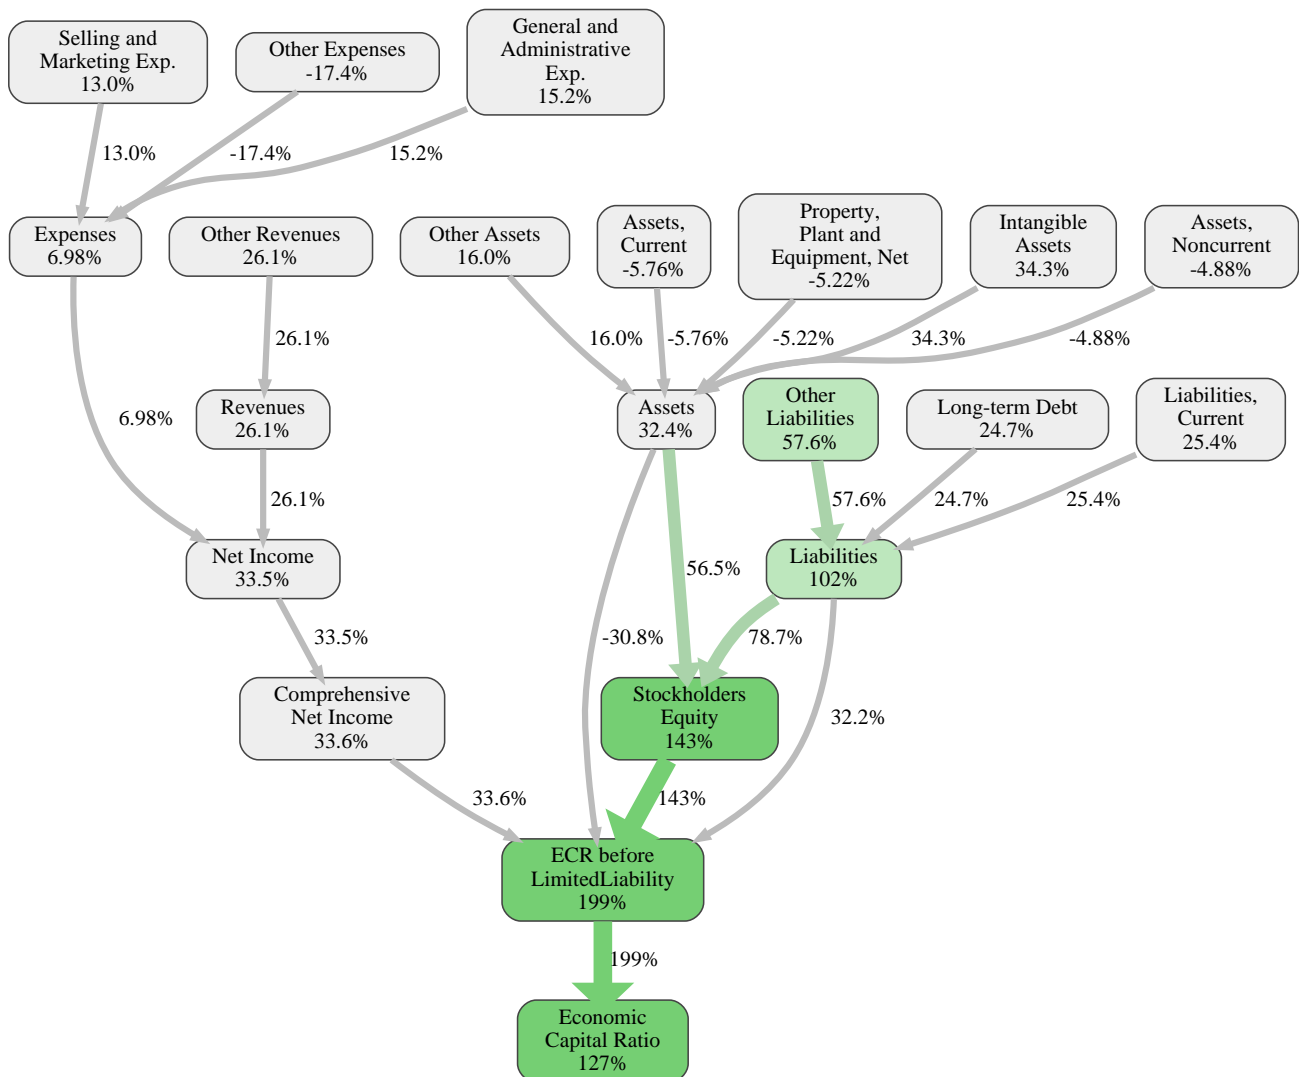 Selling and
Marketing Exp.
13.0%
Other Expenses
-17.4%
General and
Administrative
Exp.
15.2%
13.0%
-17.4%
15.2%
Expenses
6.98%
Other Revenues
26.1%
Other Assets
16.0%
Assets,
Current
-5.76%
Property,
Plant and
Equipment, Net
-5.22%
Intangible
Assets
34.3%
Assets,
Noncurrent
-4.88%
26.1%
16.0%
-5.76%
-5.22%
34.3%
-4.88%
6.98%
Revenues
26.1%
Assets
32.4%
Other
Liabilities
57.6%
Long-term Debt
24.7%
Liabilities,
Current
25.4%
26.1%
57.6%
24.7%
25.4%
Net Income
33.5%
56.5%
Liabilities
102%
33.5%
-30.8%
78.7%
Comprehensive
Net Income
33.6%
Stockholders
Equity
143%
32.2%
33.6%
143%
ECR before
LimitedLiability
199%
199%
Economic
Capital Ratio
127%